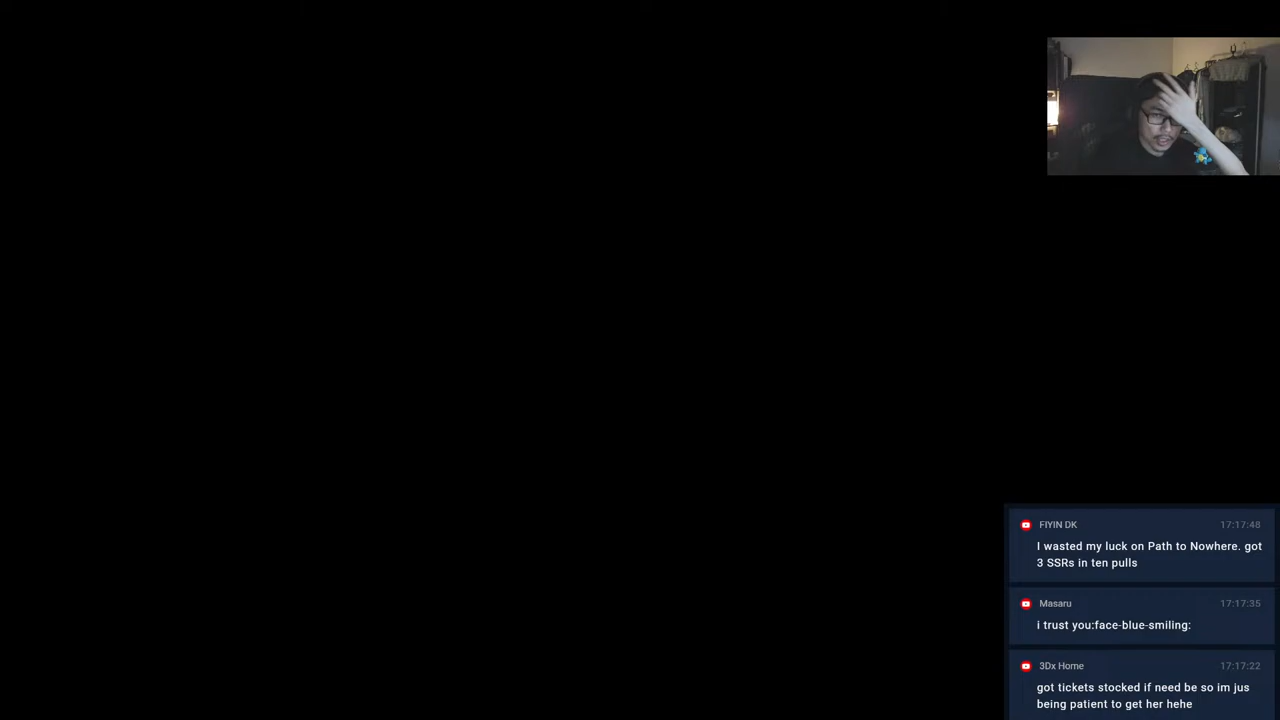 FIYIN DK 17:17:48
I wasted my luck on Path to Nowhere. got
3 SSRs in ten pulls
Masaru 17:17:35
i trust you:face-blue-smiling:
3Dx Horne 17:17:22
got tickets stocked if need be so im jus
being patient to get her hehe